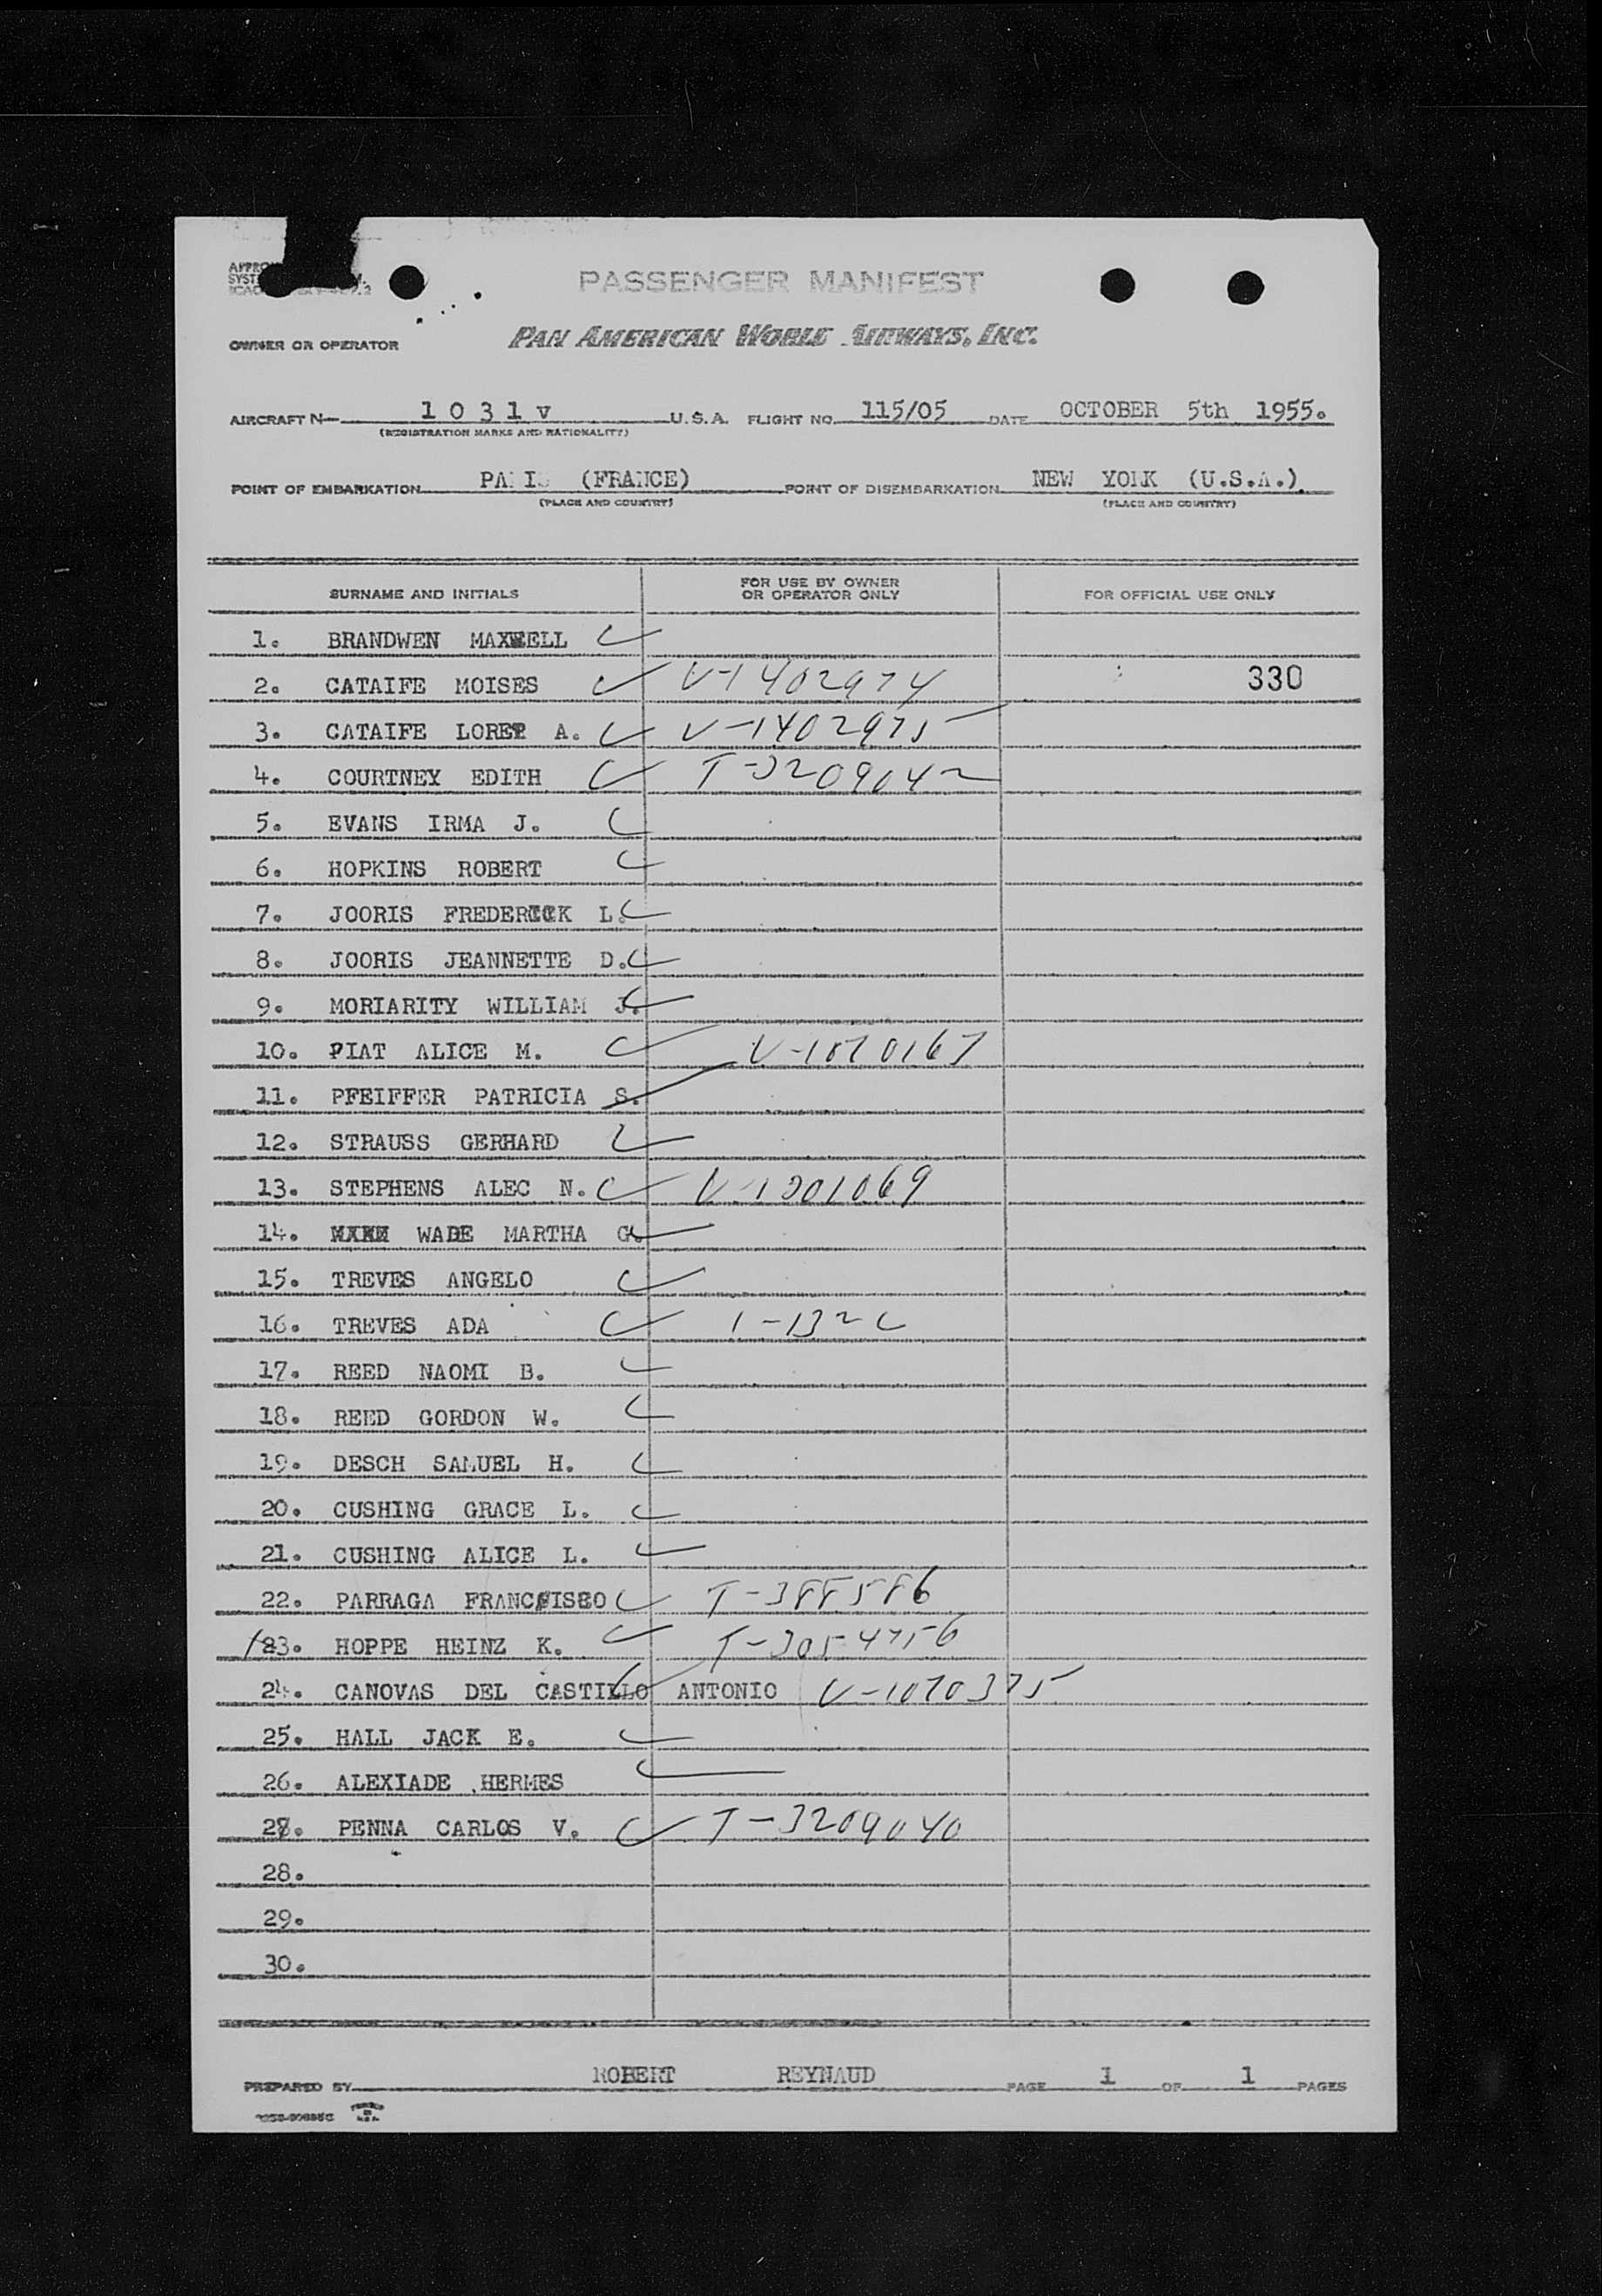 PASSENGER MANIFEST
OWNER OR OPERATOR PAN AMERICAN WORLD AIRWAYS, INC.
AIRCRAFT N- 1 0 3 1 V U.S.A. FLIGHT NO. 115/05 DATE OCTOBER 5th 1955.
(REGISTRATION MARKS AND NATIONALITY)
POINT OF EMBARKATION PARIS (FRANCE) POINT OF DISEMBARKATION NEW YORK (U.S.A.)
(PLACE AND COUNTRY) (PLACE AND COUNTRY)
SURNAME AND INITIALS FOR USE BY OWNER OR OPERATOR ONLY FOR OFFICIAL USE ONLY
1. BRANDWEN MAXWELL
2. CATAIFE MOISES V-1402974 330
3. CATAIFE LORET A. V-1402975
4. COURTNEY EDITH T-3209042
5. EVANS IRMA J.
6. HOPKINS ROBERT
7. JOORIS FREDERICK L.
8. JOORIS JEANNETTE D.
9. MORIARITY WILLIAM J.
10. PIAT ALICE M. V-1070167
11. PFEIFFER PATRICIA S.
12. STRAUSS GERHARD
13. STEPHENS ALEC N. V-1301069
14. WADE MARTHA G.
15. TREVES ANGELO
16. TREVES ADA
17. REED NAOMI B.
18. REED GORDON W.
19. DESCH SAMUEL H.
20. CUSHING GRACE L.
21. CUSHING ALICE L.
22. PARRAGA FRANCISCO T-388586
23. HOPPE HEINZ K. T-3054756
24. CANOVAS DEL CASTILLO ANTONIO V-1070375
25. HALL JACK E.
26. ALEXIADE HERMES
27. PENNA CARLOS V. T-3209040
28.
29.
30.
PREPARED BY ROBERT REYNAUD PAGE 1 OF 1 PAGES